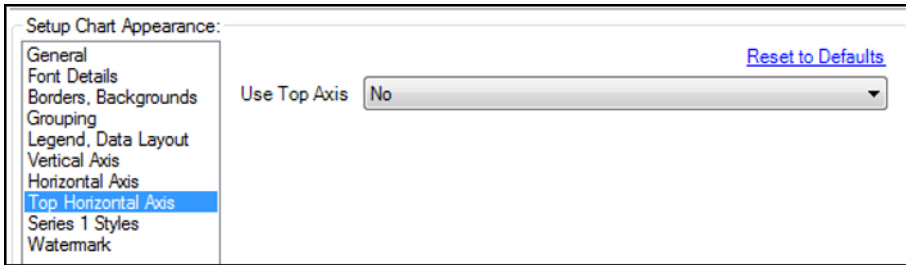 Setup Chart Appearance:
General
Font Details
Borders, Backgrounds
Grouping
Legend, Data Layout
Vertical Axis
Horizontal Axis
Top Horizontal Axis
Series 1 Styles
Watermark
Reset to Defaults
Use Top Axis No